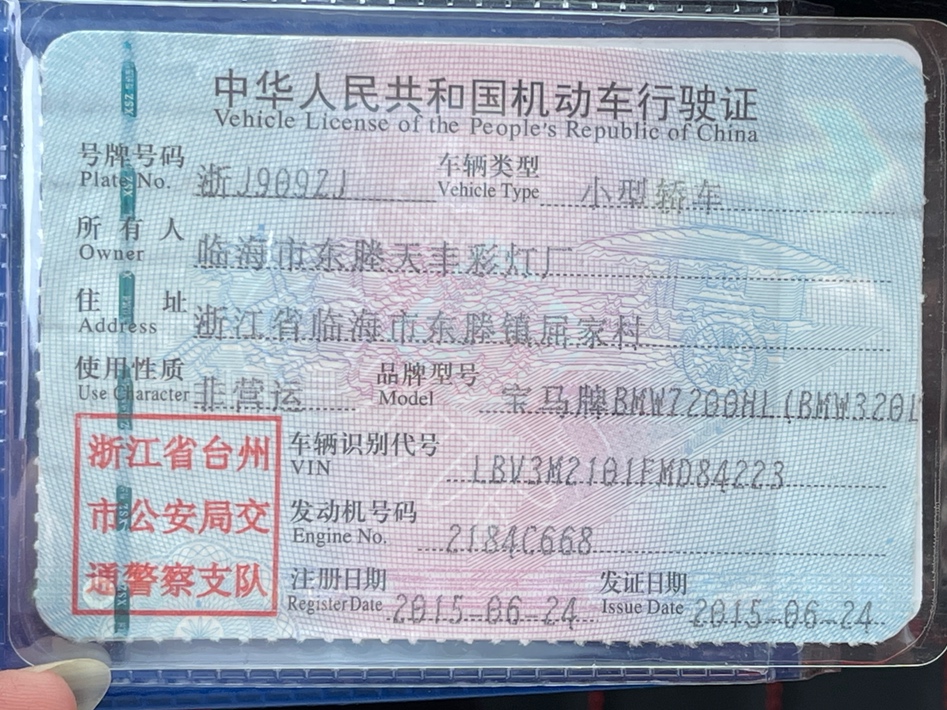 中华人民共和国机动车行驶证
Vehicle License of the People's Republic of China
号牌号码 浙J909ZJ 车辆类型 小型轿车
Plate No. Vehicle Type
所有人 临海市东塍天丰彩灯厂
Owner
住址 浙江省临海市东塍镇屈家村
Address
使用性质 非营运 品牌型号 宝马牌BMW7200HL(BMW320L
Use Character Model
浙江省台州
市公安局交
通警察支队
车辆识别代号 LBV3M2101FMD84223
VIN
发动机号码 2184C668
Engine No.
注册日期 2015-06-24 发证日期 2015-06-24
Register Date Issue Date